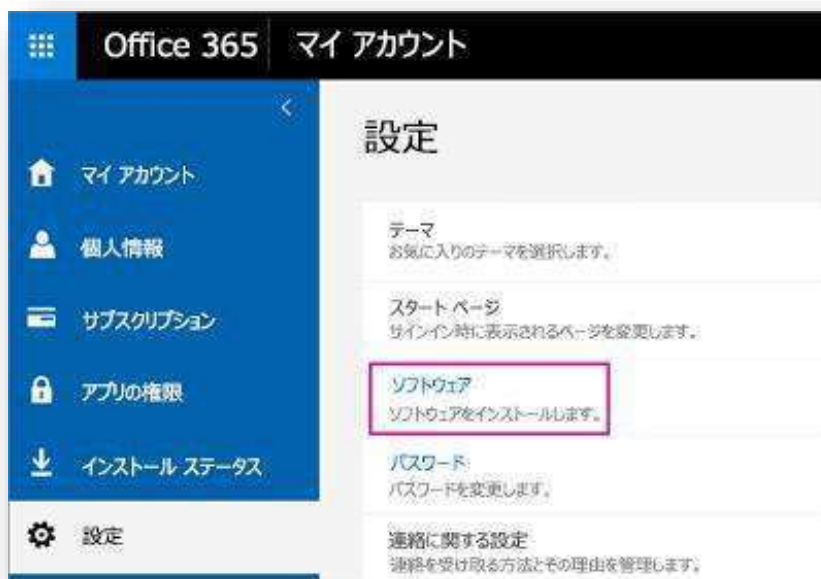 Office 365 マイ アカウント
マイ アカウント
個人情報
サブスクリプション
アプリの権限
インストール ステータス
設定
設定
テーマ
お気に入りのテーマを選択します。
スタート ページ
サインイン時に表示されるページを変更します。
ソフトウェア
ソフトウェアをインストールします。
パスワード
パスワードを変更します。
連絡に関する設定
連絡を受け取る方法とその理由を管理します。